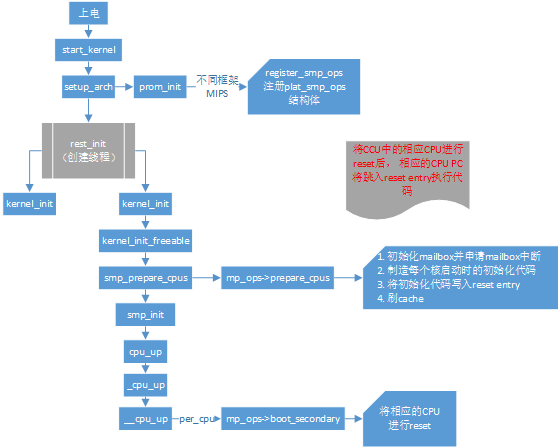 上电
start_kernel
setup_arch
prom_init
不同框架
MIPS
register_smp_ops
注册plat_smp_ops
结构体
rest_init
（创建线程）
将CCU中的相应CPU进行
reset后， 相应的CPU PC
将跳入reset entry执行代
码
kernel_init
kernel_init
kernel_init_freeable
smp_prepare_cpus
mp_ops->prepare_cpus
1. 初始化mailbox并申请mailbox中断
2. 制造每个核启动时的初始化代码
3. 将初始化代码写入reset entry
4. 刷cache
smp_init
cpu_up
_cpu_up
__cpu_up
per_cpu
mp_ops->boot_secondary
将相应的CPU
进行reset